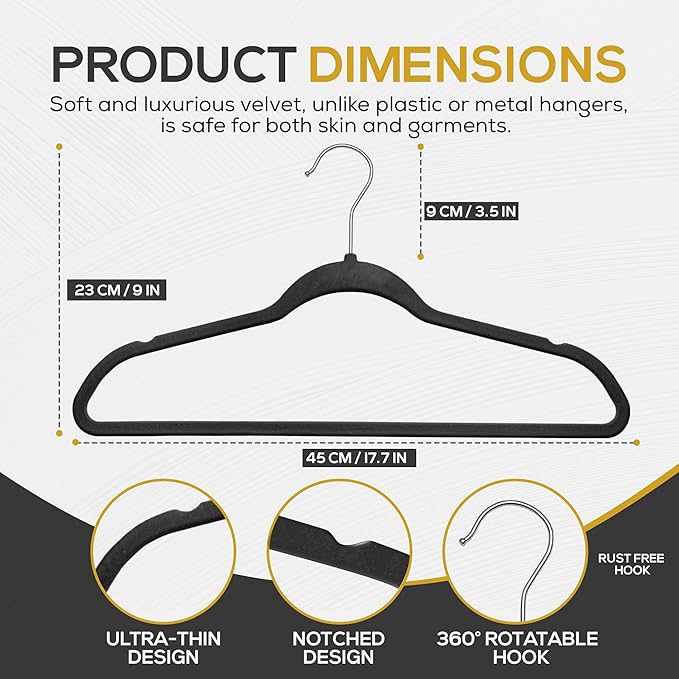 PRODUCT DIMENSIONS
Soft and luxurious velvet, unlike plastic or metal hangers,
is safe for both skin and garments.
9 CM / 3.5 IN
23 CM / 9 IN
45 CM / 17.7 IN
RUST FREE
HOOK
ULTRA-THIN
DESIGN
NOTCHED
DESIGN
360° ROTATABLE
HOOK